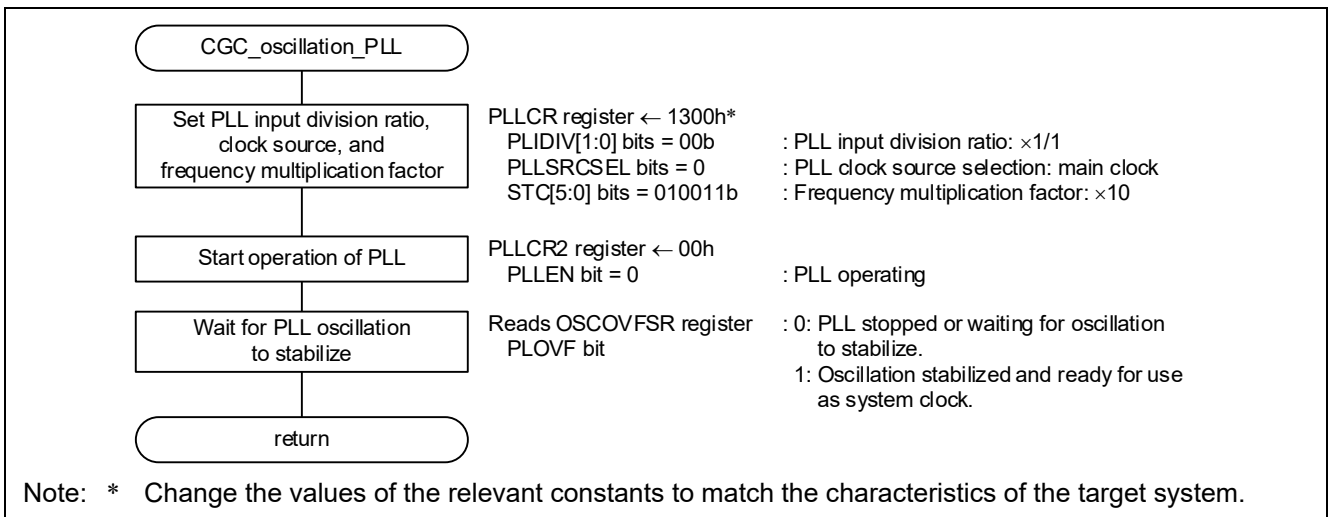 CGC_oscillation_PLL
Set PLL input division ratio,
clock source, and
frequency multiplication factor
PLLCR register ← 1300h*
PLIDIV[1:0] bits = 00b : PLL input division ratio: ×1/1
PLLSRCSEL bits = 0 : PLL clock source selection: main clock
STC[5:0] bits = 010011b : Frequency multiplication factor: ×10
Start operation of PLL
PLLCR2 register ← 00h
PLLEN bit = 0 : PLL operating
Wait for PLL oscillation
to stabilize
Reads OSCOVFSR register : 0: PLL stopped or waiting for oscillation
PLOVF bit to stabilize.
1: Oscillation stabilized and ready for use
as system clock.
return
Note: * Change the values of the relevant constants to match the characteristics of the target system.